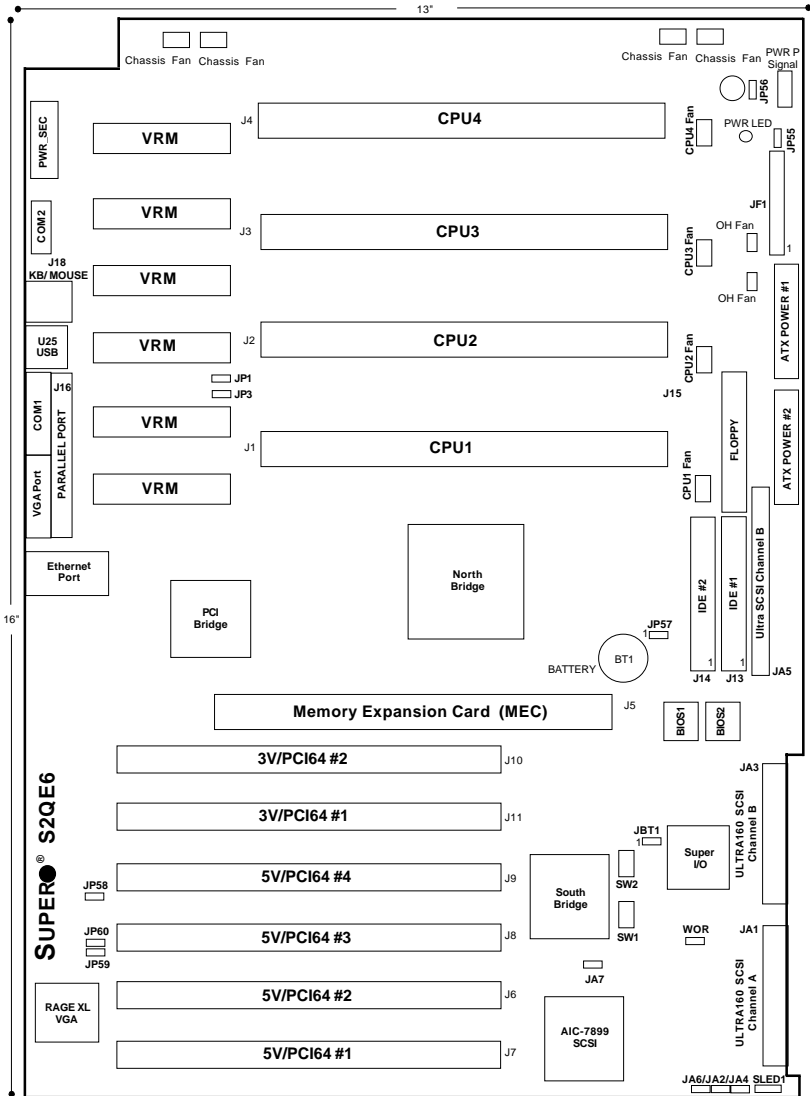 13"
Chassis Fan
Chassis Fan
Chassis Fan
Chassis Fan
PWR P
Signal
JP56
PWR_SEC
J4
CPU4
CPU4 Fan
PWR LED
JP55
VRM
JF1
COM2
VRM
J3
CPU3
CPU3 Fan
OH Fan
1
J18
KB/ MOUSE
VRM
OH Fan
ATX POWER #1
U25
USB
VRM
J2
CPU2
CPU2 Fan
JP1
JP3
J15
J16
COM1
PARALLEL PORT
VRM
J1
CPU1
CPU1 Fan
FLOPPY
ATX POWER #2
VGA Port
VRM
Ethernet
Port
PCI
Bridge
North
Bridge
IDE #2
IDE #1
Ultra SCSI Channel B
16"
JP57
1
BATTERY
BT1
1
1
J14
J13
JA5
Memory Expansion Card (MEC)
J5
BIOS1
BIOS2
3V/PCI64 #2
J10
JA3
3V/PCI64 #1
J11
ULTRA160 SCSI
Channel B
JBT1
1
Super
I/O
5V/PCI64 #4
J9
South
Bridge
SW2
JP58
SUPER® S2QE6
5V/PCI64 #3
J8
SW1
WOR
JA1
JP60
JP59
JA7
5V/PCI64 #2
J6
RAGE XL
VGA
ULTRA160 SCSI
Channel A
AIC-7899
SCSI
5V/PCI64 #1
J7
JA6/JA2/JA4
SLED1